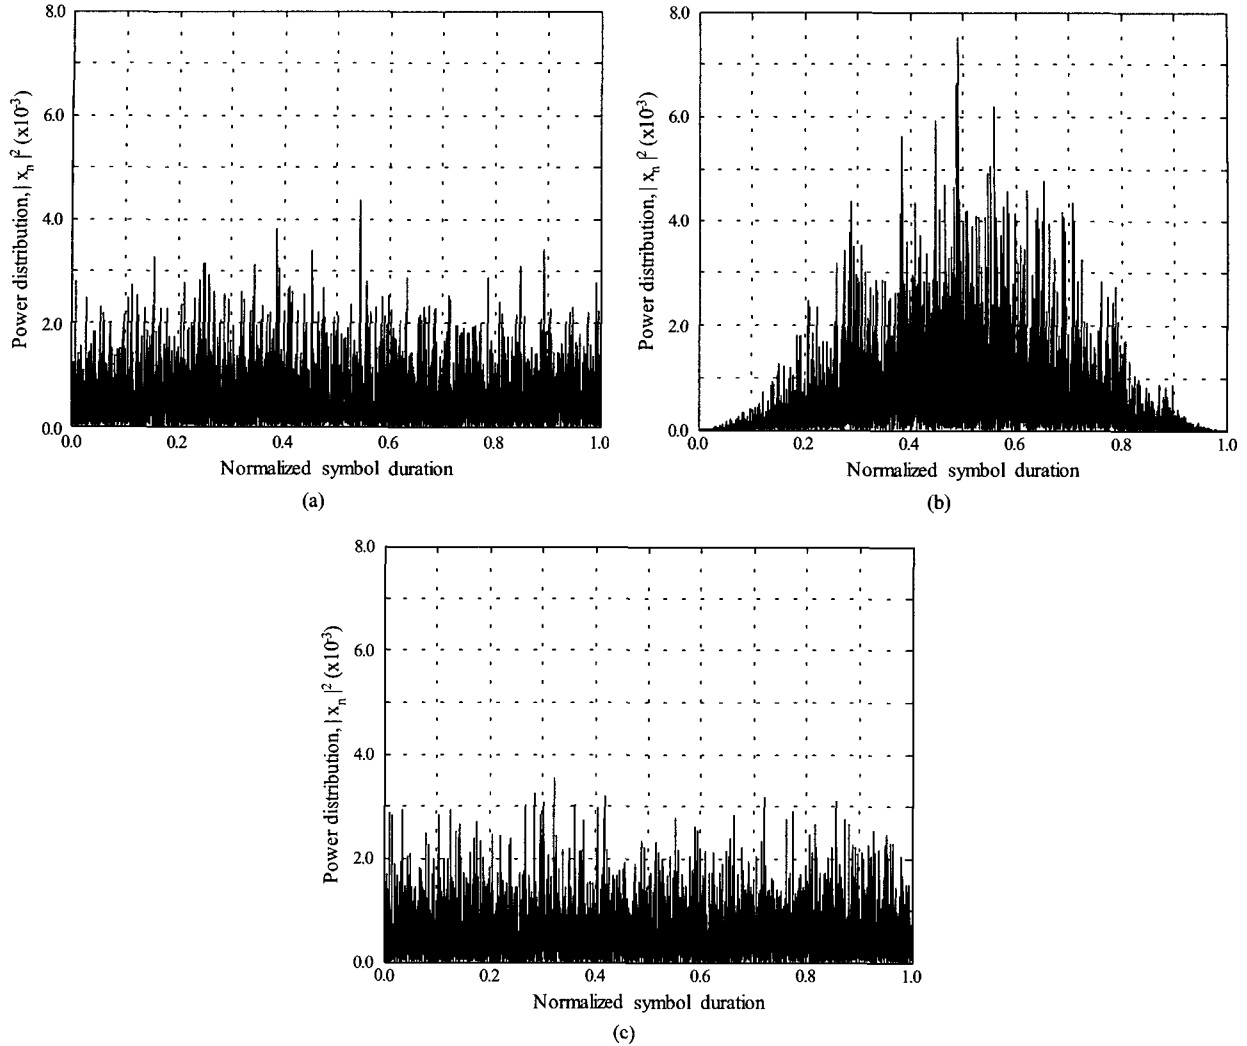 8.0
6.0
4.0
2.0
0.0
Power distribution, | xₙ |² (x10⁻³)
0.0 0.2 0.4 0.6 0.8 1.0
Normalized symbol duration
(a)
8.0
6.0
4.0
2.0
0.0
Power distribution, | xₙ |² (x10⁻³)
0.0 0.2 0.4 0.6 0.8 1.0
Normalized symbol duration
(b)
8.0
6.0
4.0
2.0
0.0
Power distribution, | xₙ |² (x10⁻³)
0.0 0.2 0.4 0.6 0.8 1.0
Normalized symbol duration
(c)